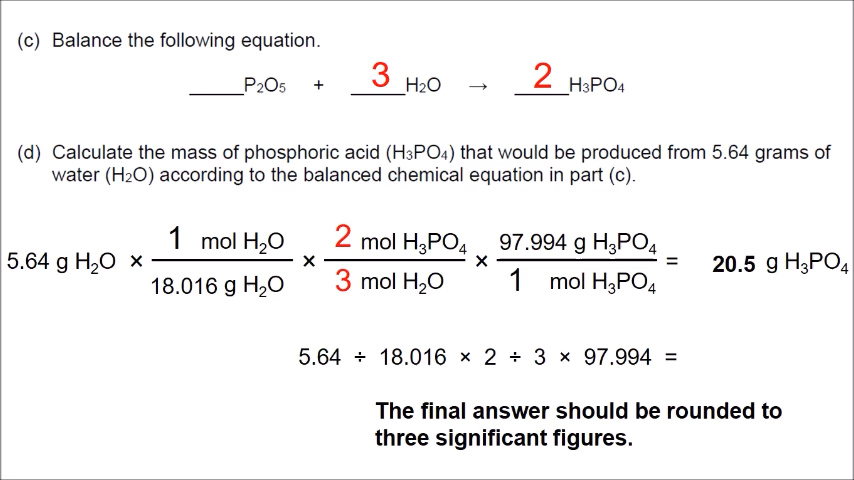 (c) Balance the following equation.
_____P₂O₅ + 3 H₂O → 2 H₃PO₄
(d) Calculate the mass of phosphoric acid (H₃PO₄) that would be produced from 5.64 grams of
water (H₂O) according to the balanced chemical equation in part (c).
5.64 g H₂O × 1 mol H₂O / 18.016 g H₂O × 2 mol H₃PO₄ / 3 mol H₂O × 97.994 g H₃PO₄ / 1 mol H₃PO₄ = 20.5 g H₃PO₄
5.64 ÷ 18.016 × 2 ÷ 3 × 97.994 =
The final answer should be rounded to
three significant figures.